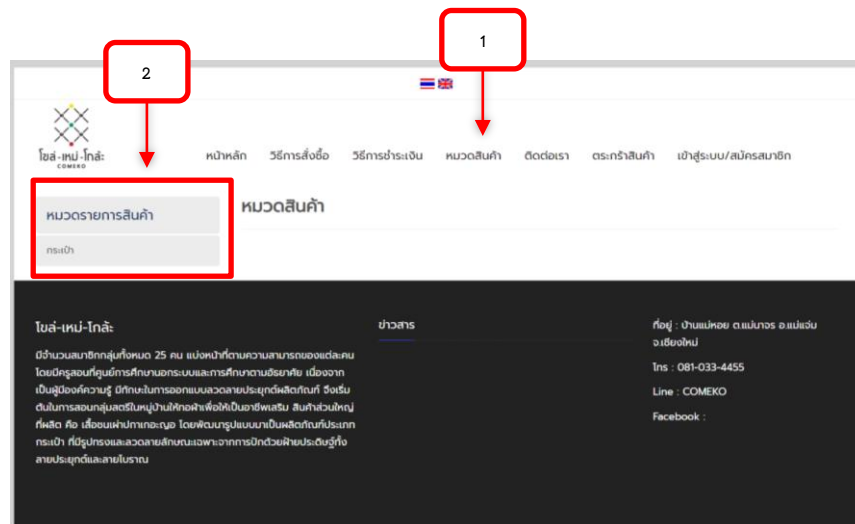 1
2
โขล่-เหม่-โกล้ะ
COMEKO
หน้าหลัก วิธีการสั่งซื้อ วิธีการชำระเงิน หมวดสินค้า ติดต่อเรา ตระกร้าสินค้า เข้าสู่ระบบ/สมัครสมาชิก
หมวดรายการสินค้า
กระเป๋า
หมวดสินค้า
โขล่-เหม่-โกล้ะ
มีจำนวนสมาชิกกลุ่มทั้งหมด 25 คน แบ่งหน้าที่ตามความสามารถของแต่ละคน
โดยมีครูสอนที่ศูนย์การศึกษานอกระบบและการศึกษาตามอัธยาศัย เนื่องจาก
เป็นผู้มีองค์ความรู้ มีทักษะในการออกแบบลวดลายประยุกต์ผลิตภัณฑ์ จึงเริ่ม
ต้นในการสอนกลุ่มสตรีในหมู่บ้านให้ทอผ้าเพื่อให้เป็นอาชีพเสริม สินค้าส่วนใหญ่
ที่ผลิต คือ เสื้อชนเผ่าปกาเกอะญอ โดยพัฒนารูปแบบมาเป็นผลิตภัณฑ์ประเภท
กระเป๋า ที่มีรูปทรงและลวดลายลักษณะเฉพาะจากการปักด้วยฝ้ายประดิษฐ์ทั้ง
ลายประยุกต์และลายโบราณ
ข่าวสาร
ที่อยู่ : บ้านแม่หอย ต.แม่นาจร อ.แม่แจ่ม
จ.เชียงใหม่
โทร : 081-033-4455
Line : COMEKO
Facebook :